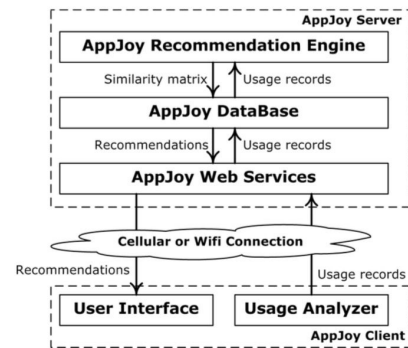 AppJoy Server
AppJoy Recommendation Engine
Similarity matrix Usage records
AppJoy DataBase
Recommendations Usage records
AppJoy Web Services
Cellular or Wifi Connection
Recommendations Usage records
User Interface Usage Analyzer
AppJoy Client